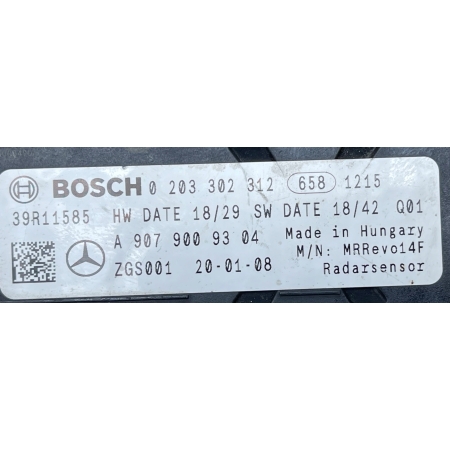 BOSCH 0 203 302 312 658 1215
39R11585 HW DATE 18/29 SW DATE 18/42 Q01
A 907 900 93 04 Made in Hungary
M/N: MRRevo14F
ZGS001 20-01-08 Radarsensor